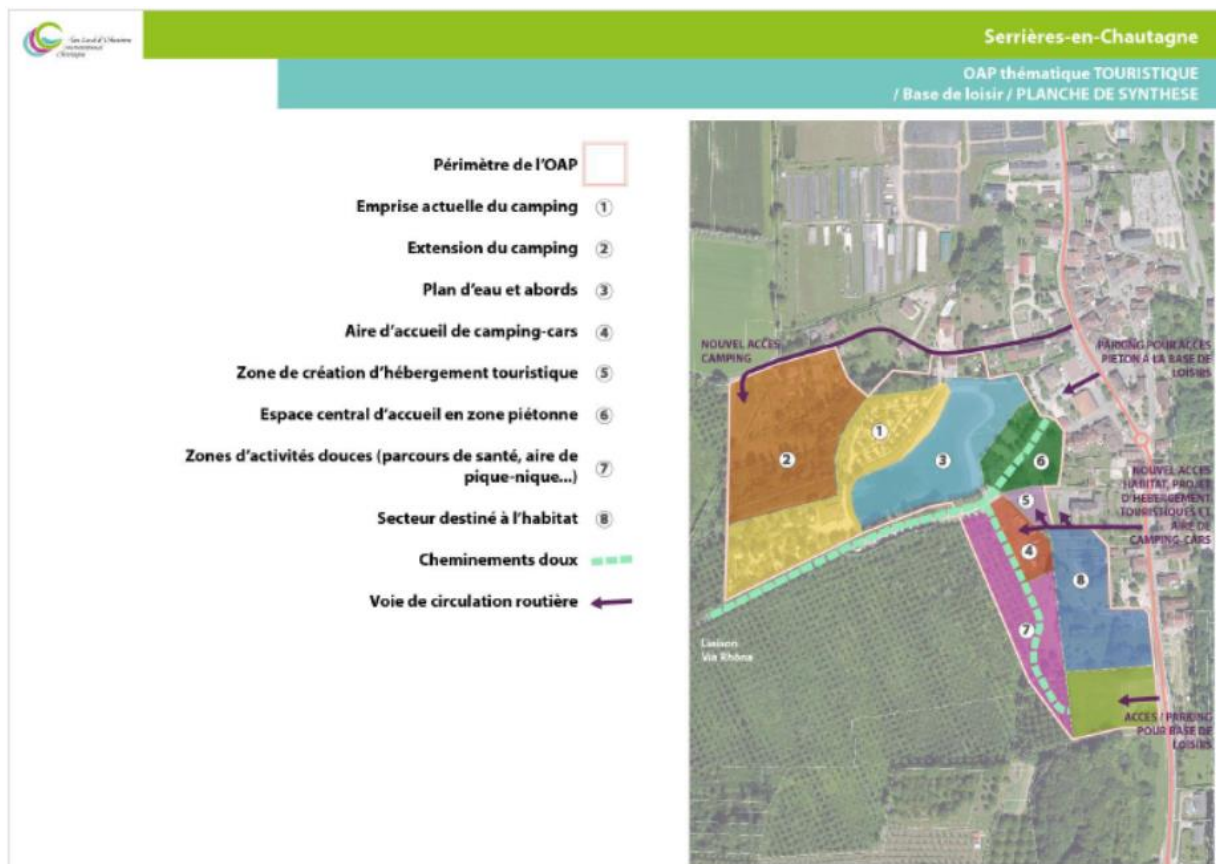 Serrières-en-Chautagne
OAP thématique TOURISTIQUE
/ Base de loisir / PLANCHE DE SYNTHESE
Périmètre de l'OAP
Emprise actuelle du camping 1
Extension du camping 2
Plan d'eau et abords 3
Aire d'accueil de camping-cars 4
Zone de création d'hébergement touristique 5
Espace central d'accueil en zone piétonne 6
Zones d'activités douces (parcours de santé, aire de
pique-nique...) 7
Secteur destiné à l'habitat 8
Cheminements doux
Voie de circulation routière
NOUVEL ACCES
CAMPING
PARKING POUR ACCES
PIETON A LA BASE DE
LOISIRS
1
2
3
6
5
4
8
7
NOUVEL ACCES
HABITAT, PROJET
D'HEBERGEMENT
TOURISTIQUES ET
AIRE DE
CAMPING-CARS
Liaison
Via Rhône
ACCES / PARKING
POUR BASE DE
LOISIRS